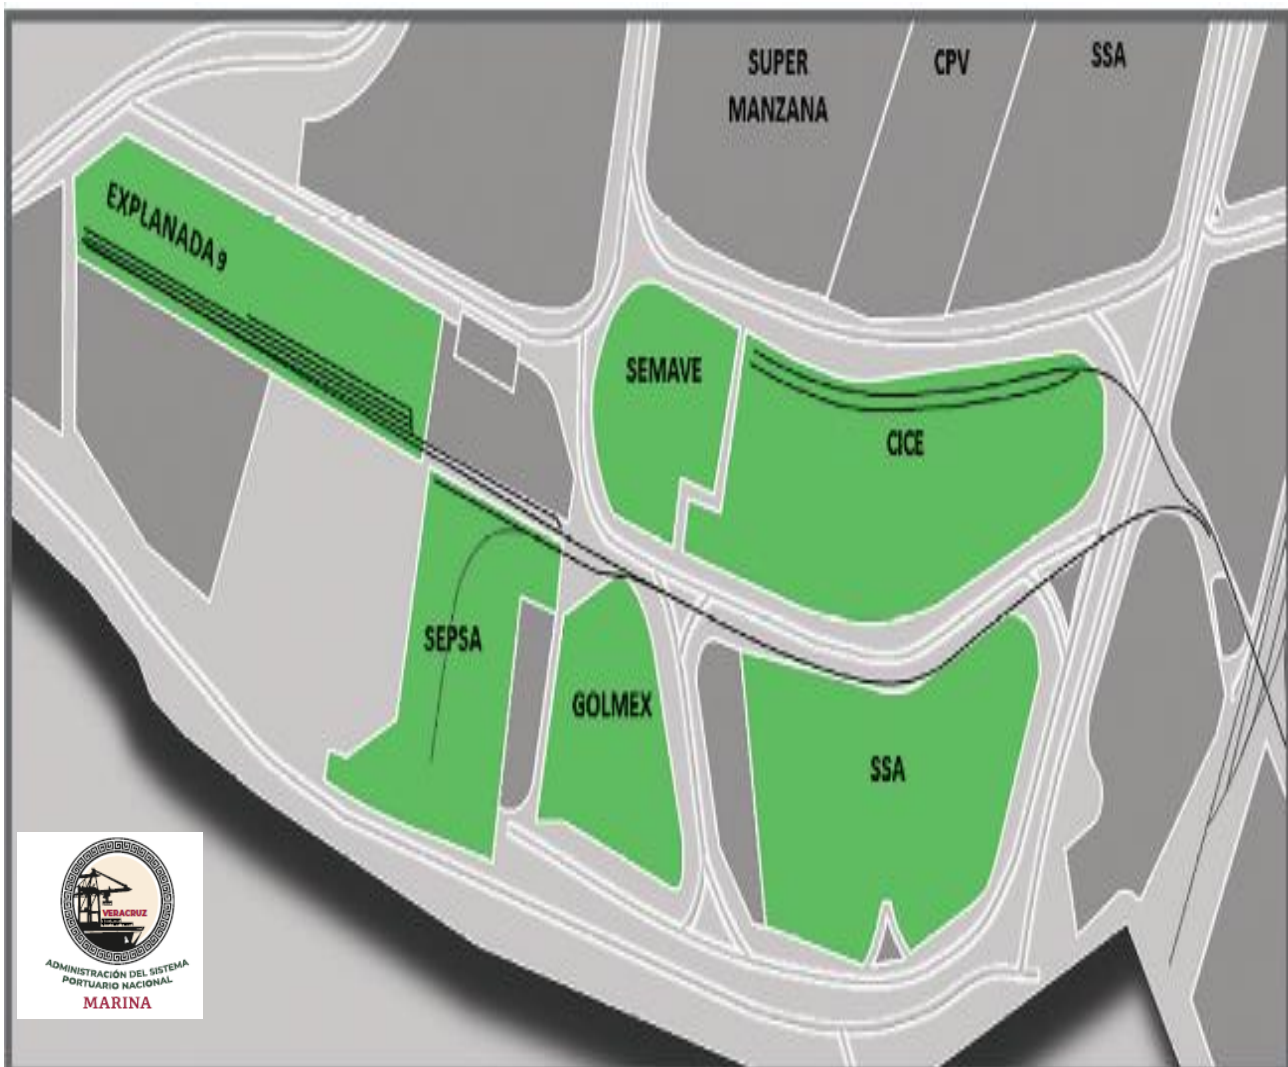 SUPER
MANZANA
CPV
SSA
EXPLANADA 9
SEMAVE
CICE
SEPSA
GOLMEX
SSA
VERACRUZ
ADMINISTRACIÓN DEL SISTEMA
PORTUARIO NACIONAL
MARINA